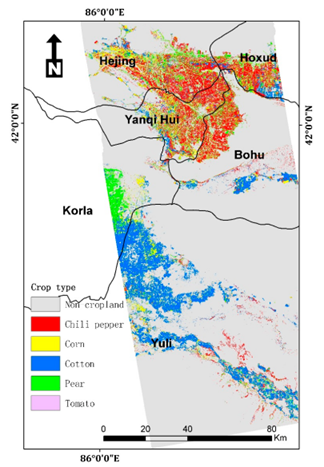 86°0'0"E
N
Hejing
Hoxud
42°0'0"N
42°0'0"N
Yanqi Hui
Bohu
Korla
Crop type
Non cropland
Chili pepper
Corn
Cotton
Pear
Tomato
Yuli
0 20 40 80
Km
86°0'0"E